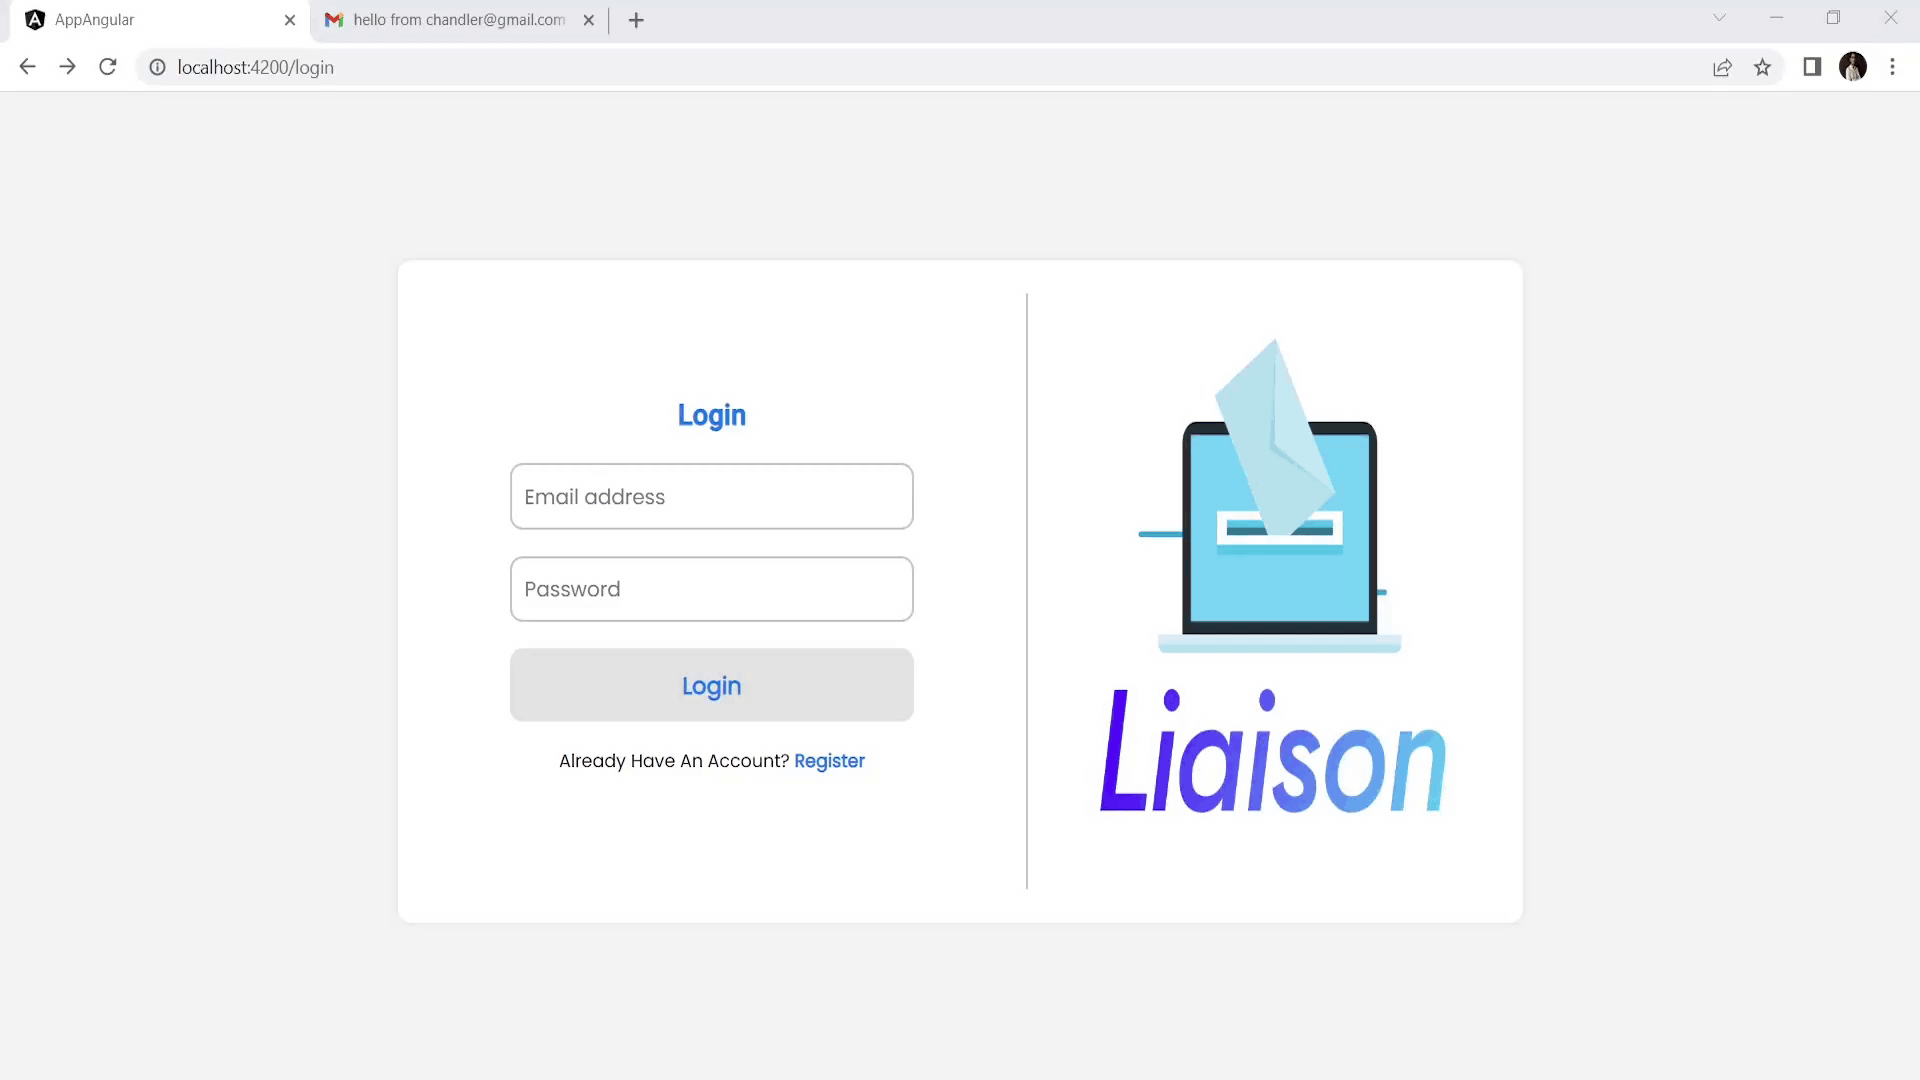 AppAngular
hello from chandler@gmail.com
localhost:4200/login
Login
Email address
Password
Login
Already Have An Account? Register
Liaison